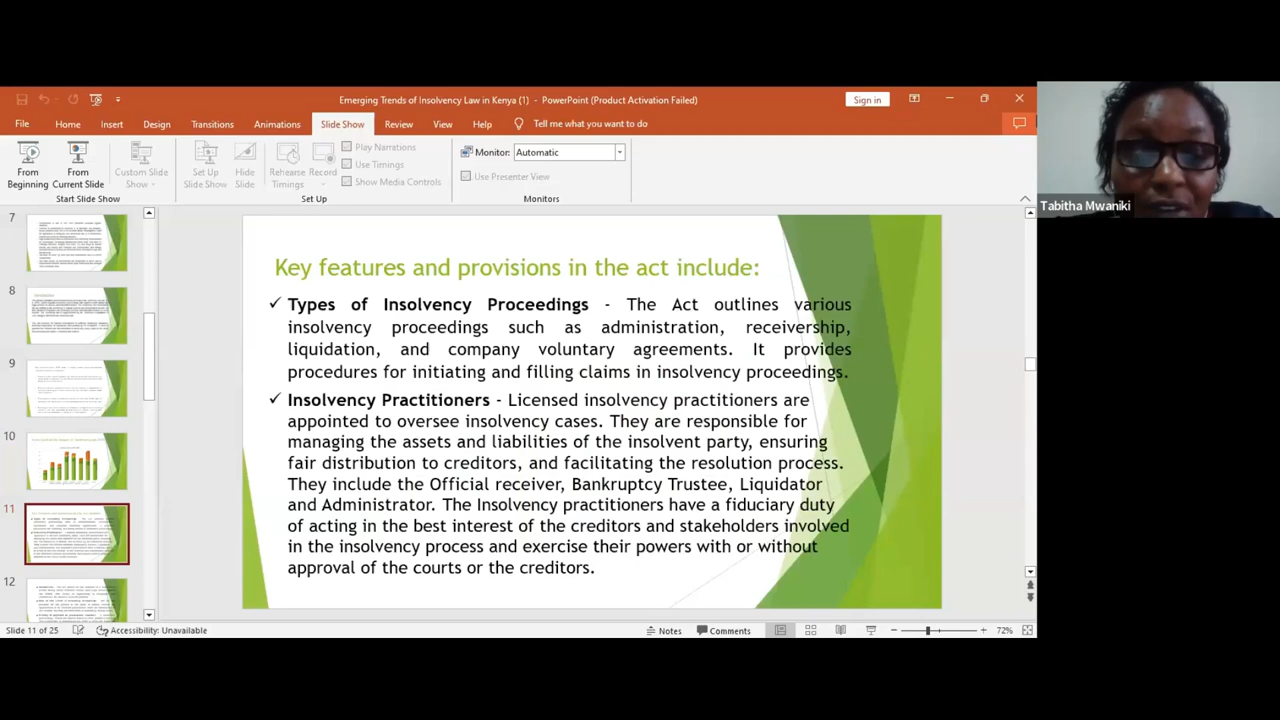 Emerging Trends of Insolvency Law in Kenya (1) - PowerPoint (Product Activation Failed)
Sign in
File Home Insert Design Transitions Animations Slide Show Review View Help Tell me what you want to do
From Beginning
From Current Slide
Custom Slide Show
Set Up Slide Show
Hide Slide
Rehearse Timings
Record
Play Narrations
Use Timings
Show Media Controls
Monitor: Automatic
Use Presenter View
Start Slide Show
Set Up
Monitors
Tabitha Mwaniki
7
8
9
10
11
12
Key features and provisions in the act include:
✓ Types of Insolvency Proceedings - The Act outlines various
insolvency proceedings such as administration, receivership,
liquidation, and company voluntary agreements. It provides
procedures for initiating and filling claims in insolvency proceedings.
✓ Insolvency Practitioners - Licensed insolvency practitioners are
appointed to oversee insolvency cases. They are responsible for
managing the assets and liabilities of the insolvent party, ensuring
fair distribution to creditors, and facilitating the resolution process.
They include the Official receiver, Bankruptcy Trustee, Liquidator
and Administrator. The Insolvency practitioners have a fiduciary duty
of acting in the best interest of the creditors and stakeholders involved
in the insolvency process and exercise their powers with or without
approval of the courts or the creditors.
Slide 11 of 25 Accessibility: Unavailable Notes Comments 72%